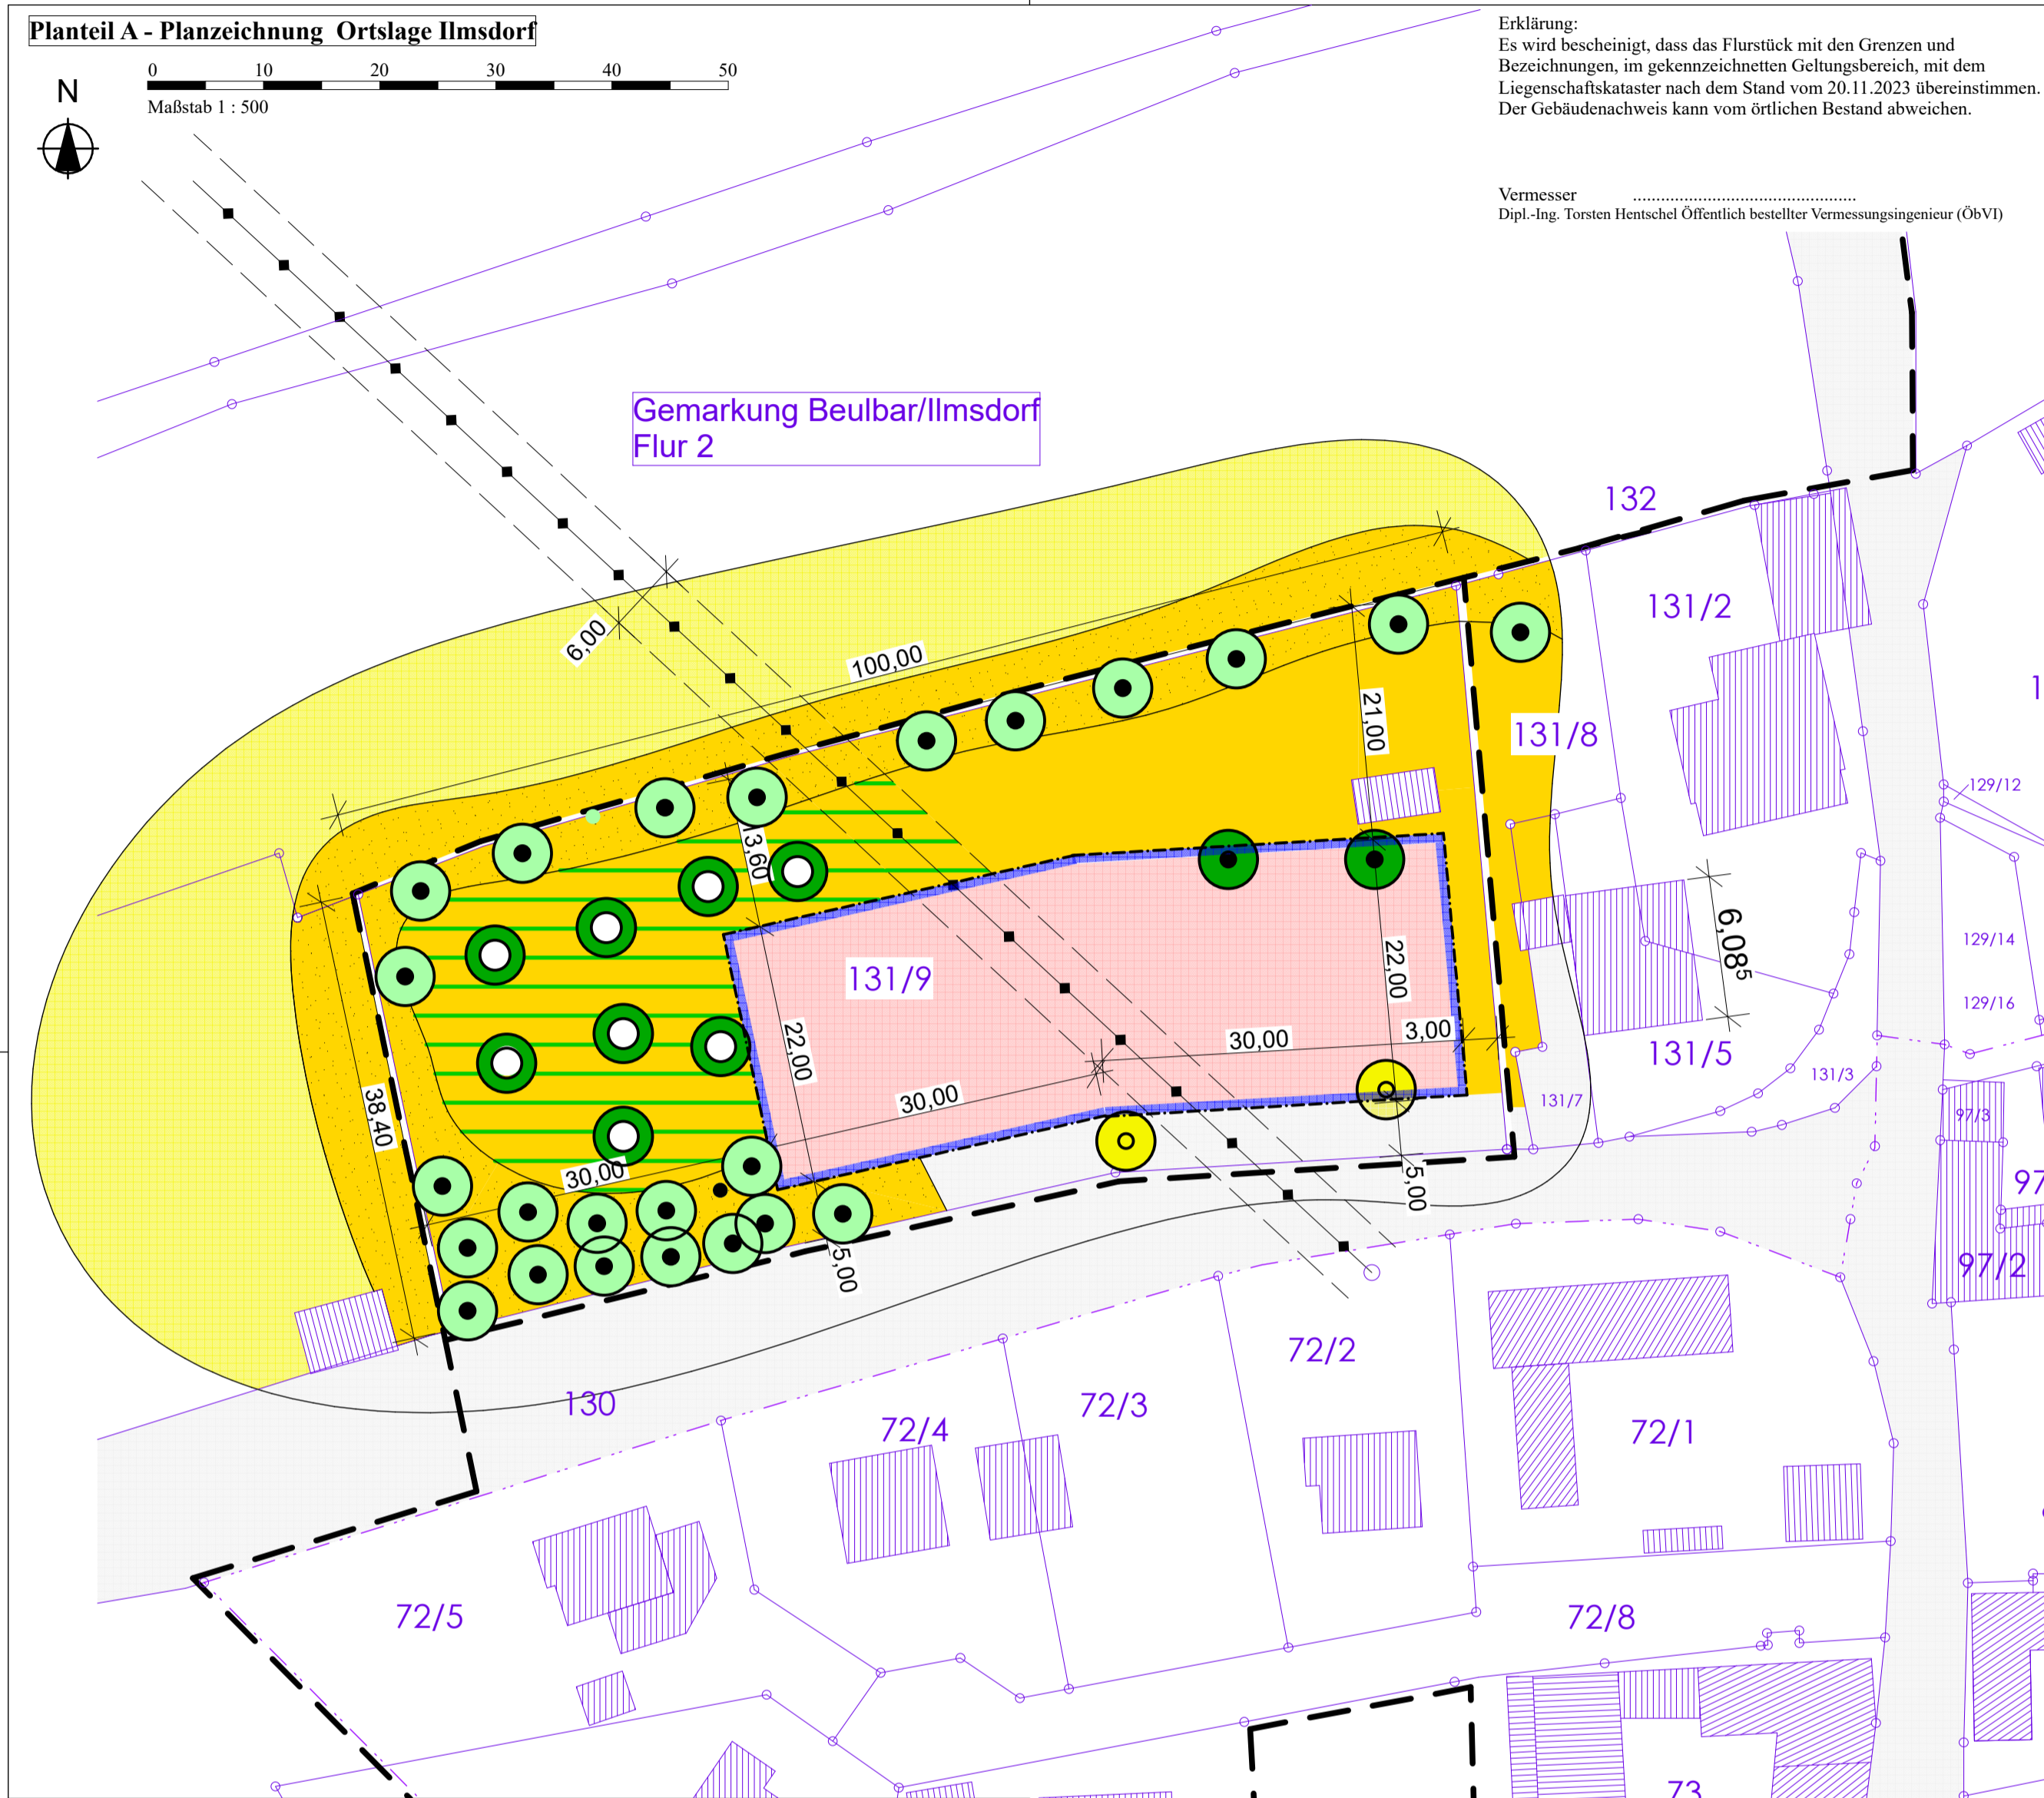 Planteil A - Planzeichnung Ortslage Ilmsdorf
0 10 20 30 40 50
Maßstab 1 : 500
N
Erklärung:
Es wird bescheinigt, dass das Flurstück mit den Grenzen und
Bezeichnungen, im gekennzeichnetten Geltungsbereich, mit dem
Liegenschaftskataster nach dem Stand vom 20.11.2023 übereinstimmen.
Der Gebäudenachweis kann vom örtlichen Bestand abweichen.
Vermesser ................................................
Dipl.-Ing. Torsten Hentschel Öffentlich bestellter Vermessungsingenieur (ÖbVI)
Gemarkung Beulbar/Ilmsdorf
Flur 2
132
131/2
6,00
100,00
21,00
131/8
129/12
13,60
131/9
22,00
6,08⁵
129/14
129/16
22,00
30,00
3,00
131/5
131/3
131/7
97/3
38,40
30,00
30,00
5,00
5,00
97
97/2
130
72/2
72/3
72/4
72/1
72/5
72/8
73